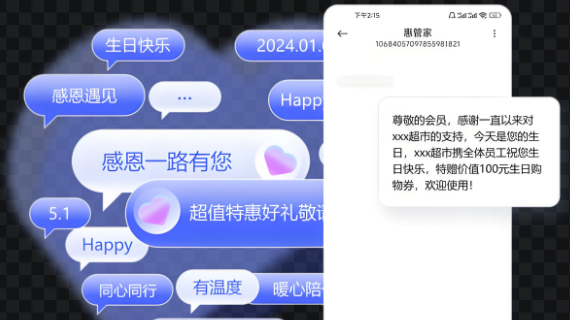 生日快乐
2024.01.0
感恩遇见
...
Happy
感恩一路有您
超值特惠好礼敬
5.1
Happy
同心同行
有温度
暖心陪
下午2:15
惠管家
10684057097855981821
尊敬的会员，感谢一直以来对
xxx超市的支持，今天是您的生
日，xxx超市携全体员工祝您生
日快乐，特赠价值100元生日购
物券，欢迎使用！